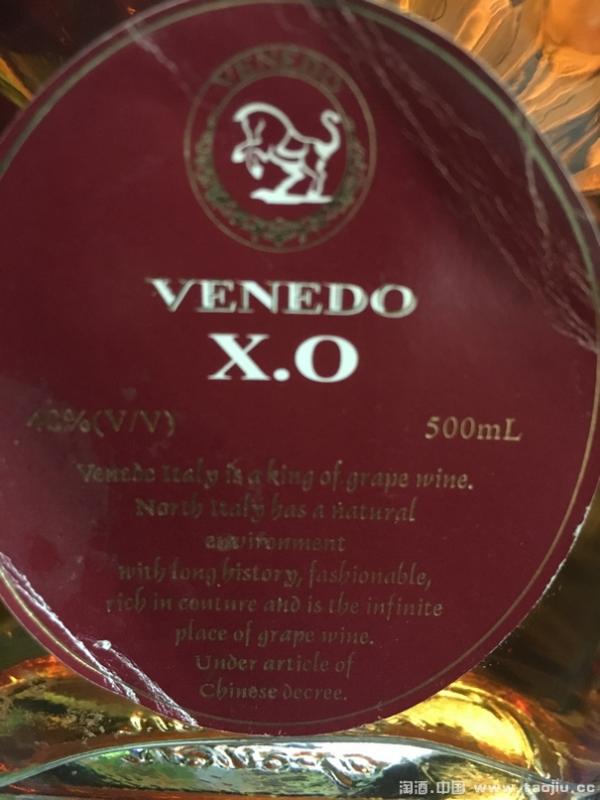 VENEDO
VENEDO
X.O
40%(V/V) 500mL
Venedo Italy is a king of grape wine.
North Italy has a natural
environment
with long history, fashionable,
rich in couture and is the infinite
place of grape wine.
Under article of
Chinese decree.
淘酒.中国 www.taojiu.cc